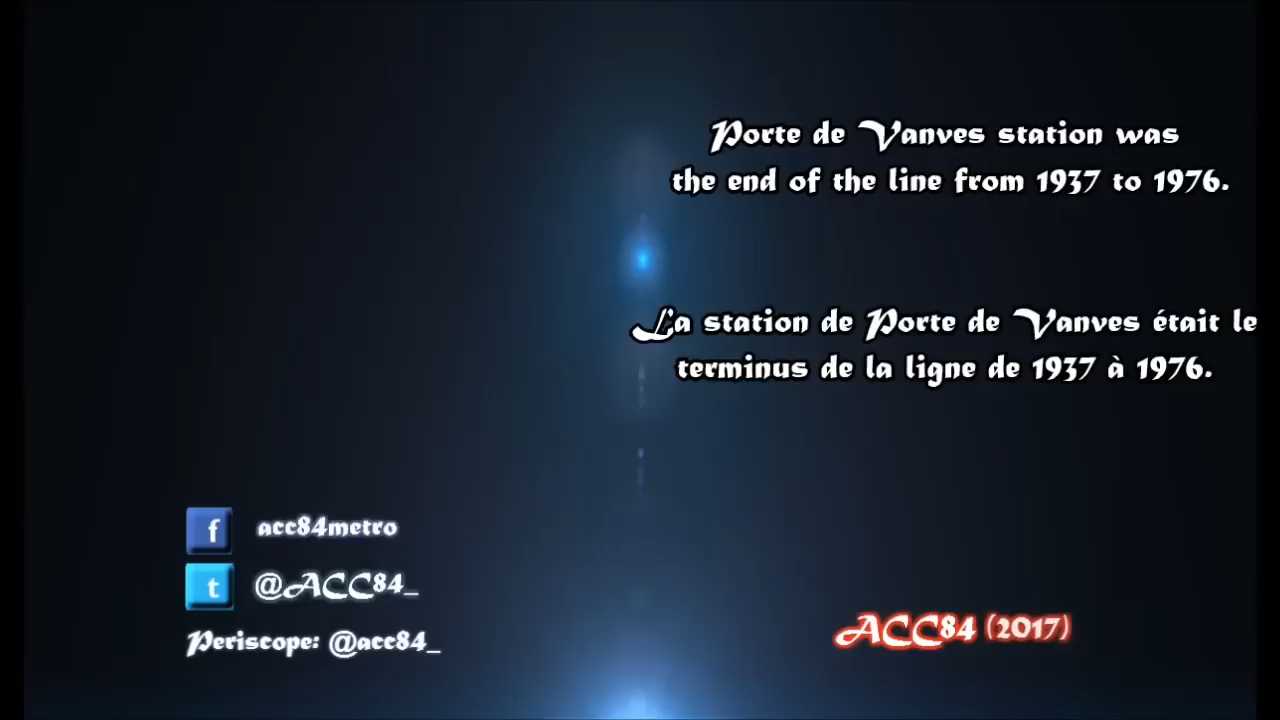 Porte de Vanves station was
the end of the line from 1937 to 1976.
La station de Porte de Vanves était le
terminus de la ligne de 1937 à 1976.
f acc84metro
t @ACC84_
Periscope: @acc84_
ACC84 (2017)